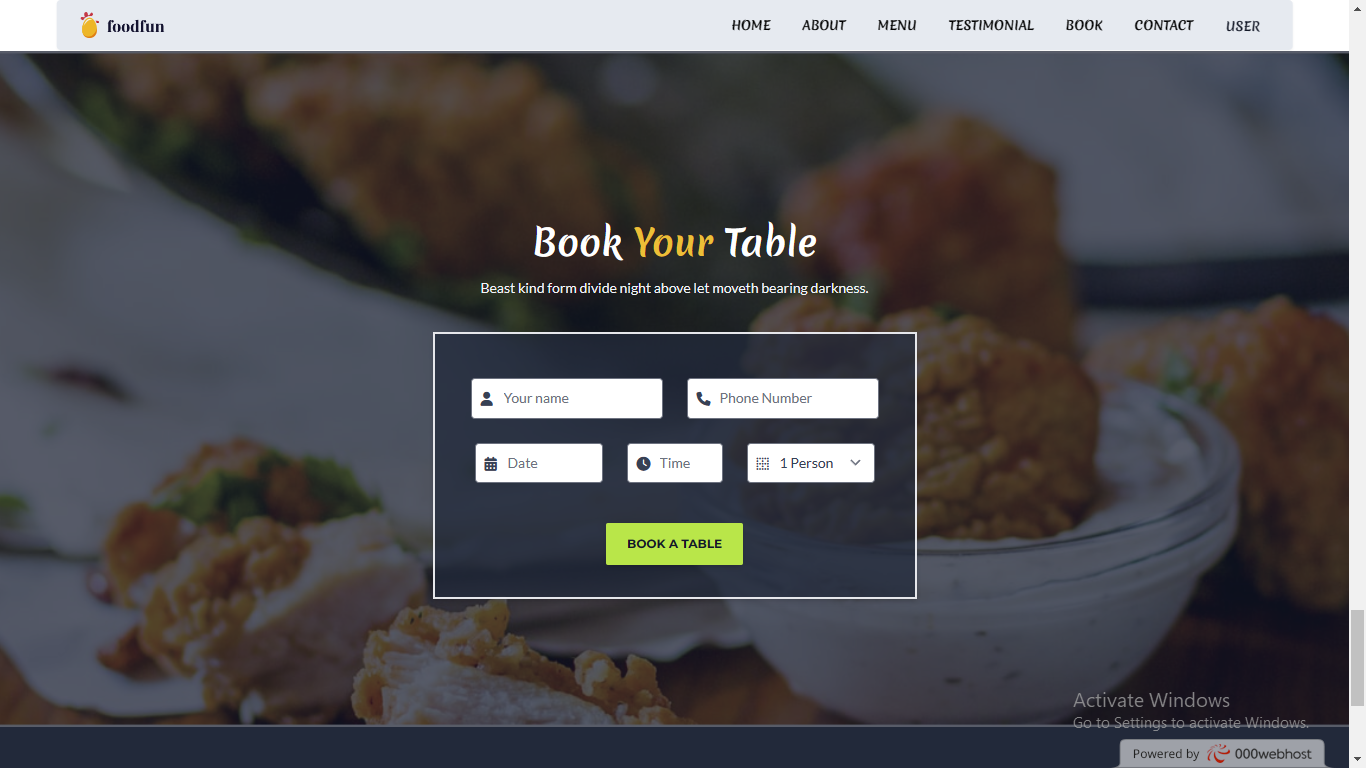 foodfun
HOME ABOUT MENU TESTIMONIAL BOOK CONTACT USER
Book Your Table
Beast kind form divide night above let moveth bearing darkness.
Your name Phone Number
Date Time 1 Person
BOOK A TABLE
Activate Windows
Go to Settings to activate Windows.
Powered by 000webhost